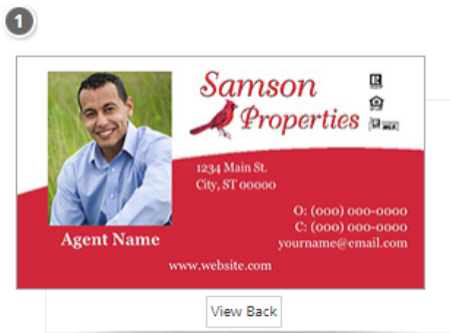 1
Samson
Properties
1234 Main St.
City, ST 00000
O: (000) 000-0000
C: (000) 000-0000
yourname@email.com
Agent Name
www.website.com
View Back